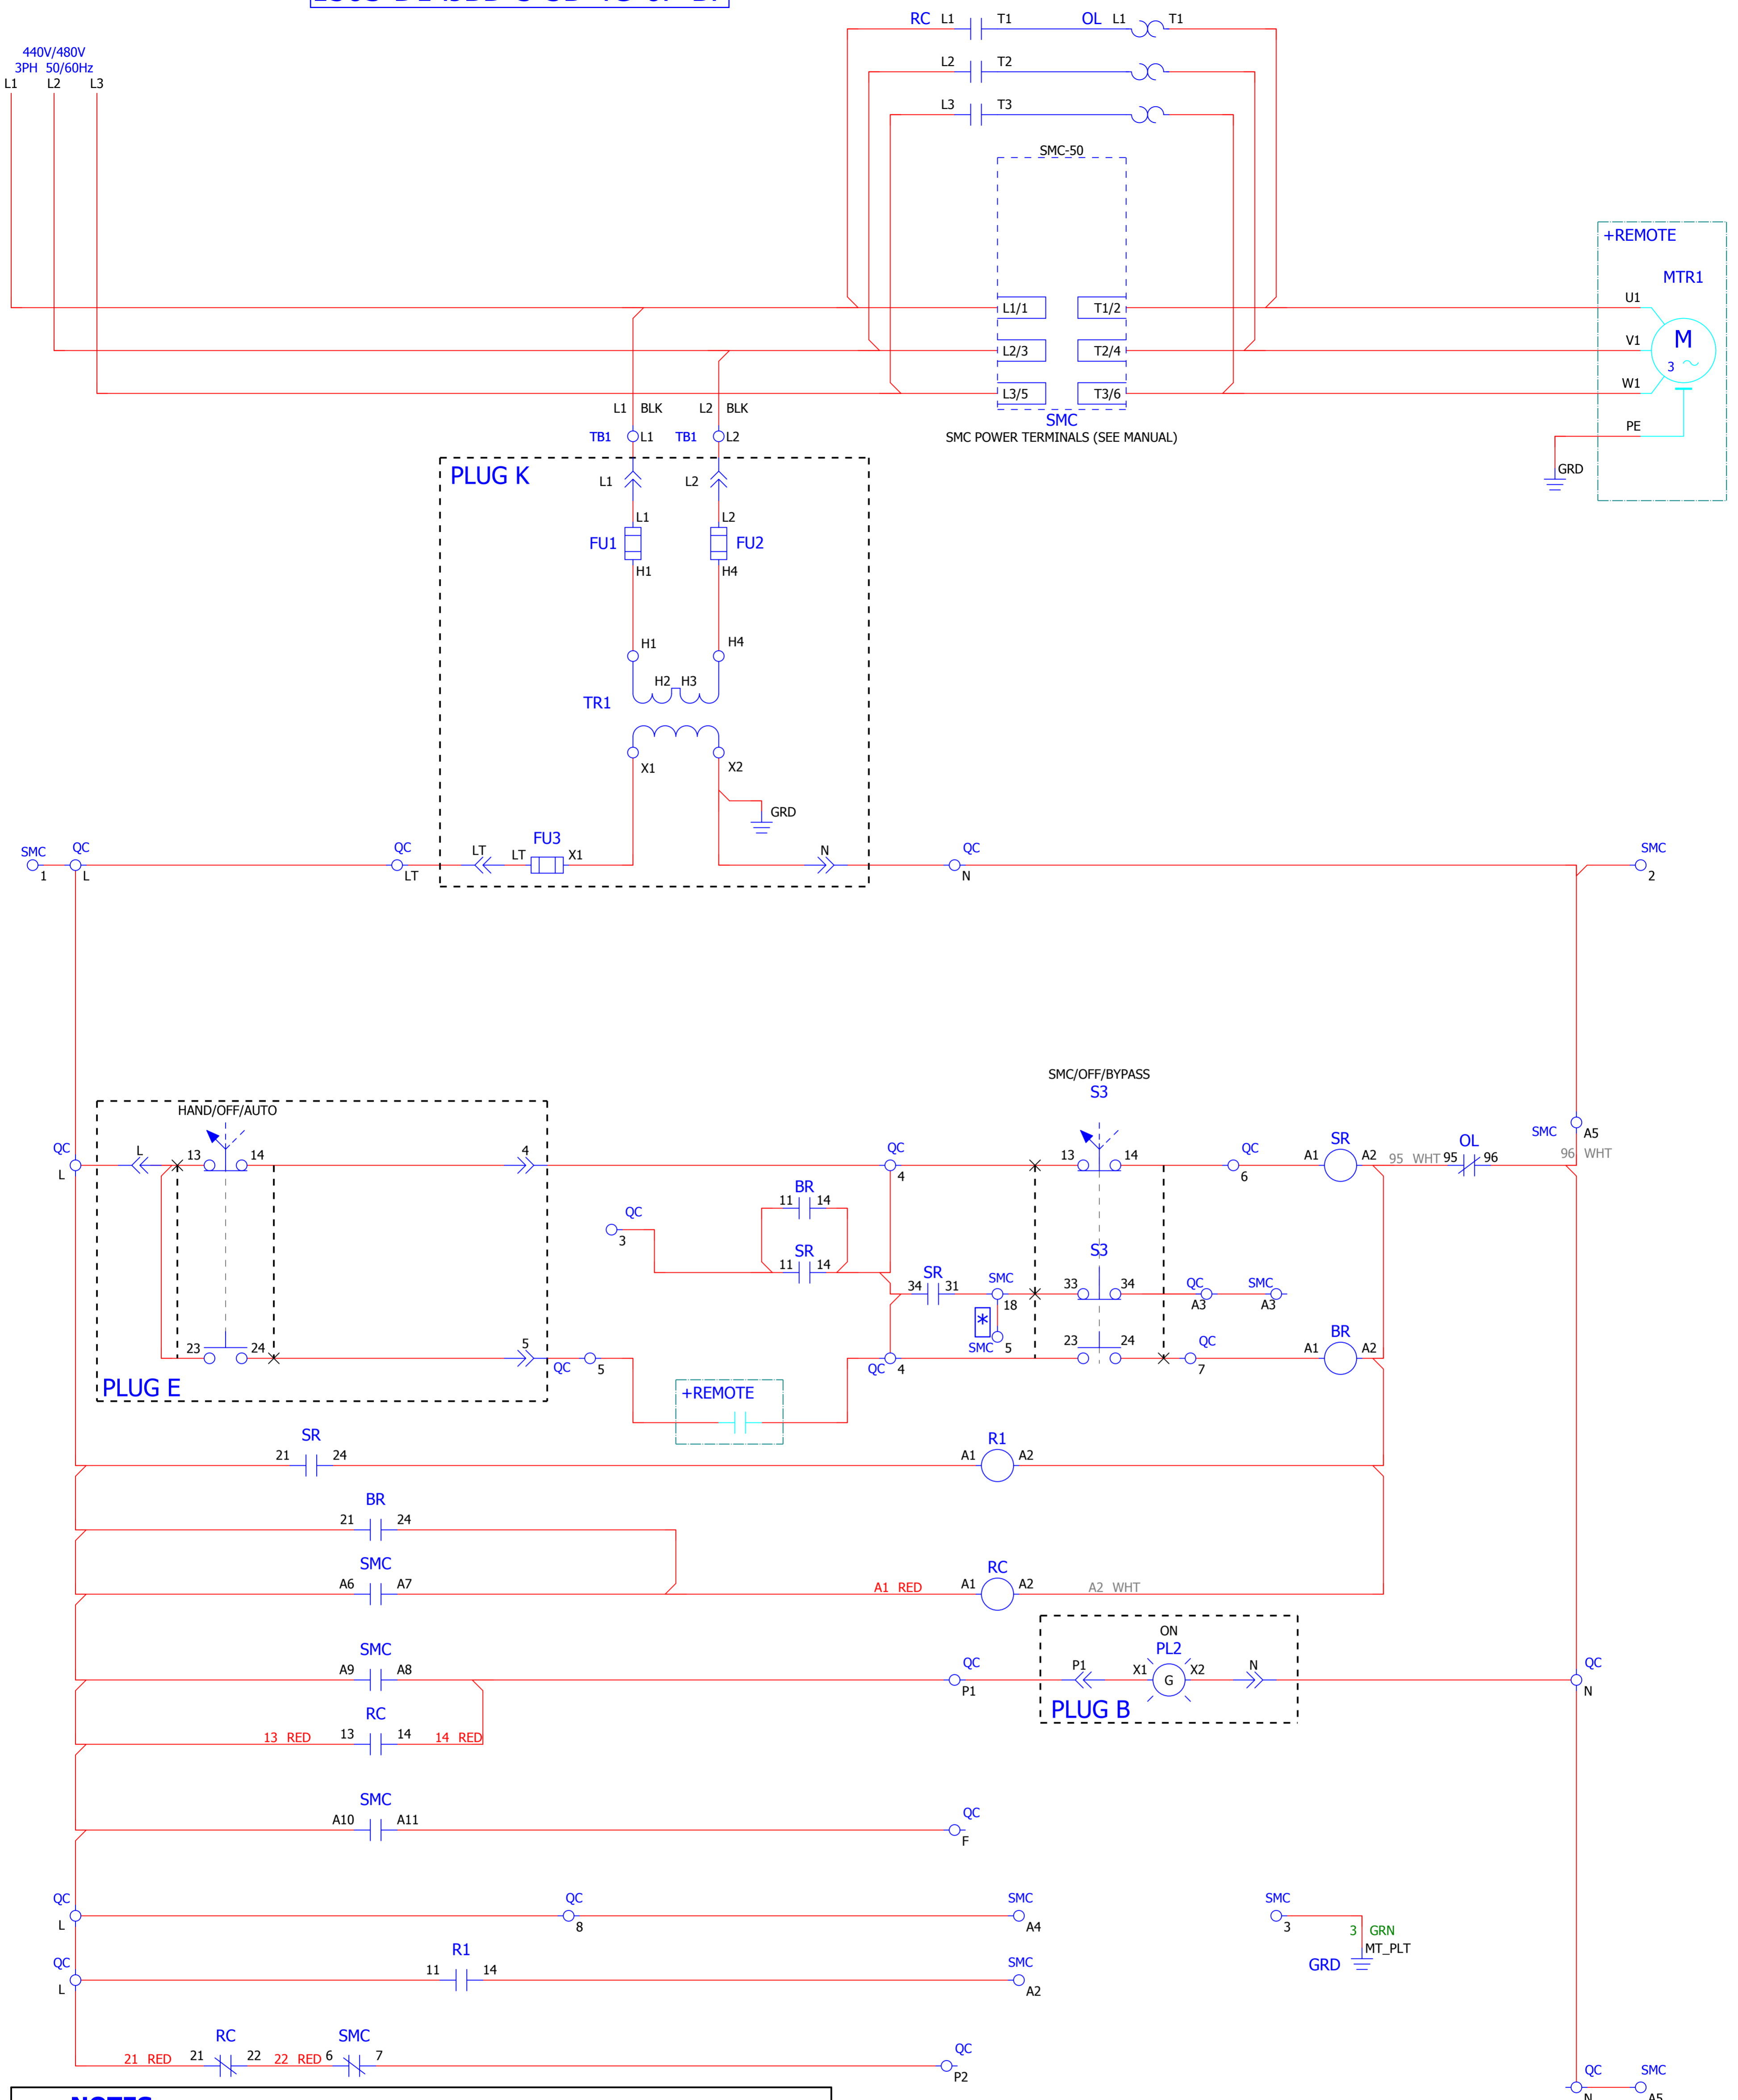 440V/480V
3PH 50/60Hz
L1 L2 L3
RC L1 T1 OL L1 T1
L2 T2
L3 T3
SMC-50
+REMOTE
MTR1
L1/1 T1/2 U1
L2/3 T2/4 V1
M
3
L3/5 T3/6 W1
SMC
SMC POWER TERMINALS (SEE MANUAL)
PE
GRD
L1 BLK L2 BLK
TB1 L1 TB1 L2
PLUG K
L1 L2
L1 L2
FU1 FU2
H1 H4
H1 H4
H2 H3
TR1
X1 X2
GRD
SMC QC QC LT LT FU3 X1 N QC SMC
1 L LT N 2
SMC/OFF/BYPASS
S3
HAND/OFF/AUTO
QC L 13 14 4 QC 13 14 QC SR OL SMC A5
L 4 6 A1 A2 95 WHT 95 96 96 WHT
BR
11 14
QC
3
SR
11 14
S3
SR
34 31 SMC 33 34 QC SMC
18 A3 A3
*
SMC 5
BR
23 24 5 QC 5 QC 4 23 24 QC A1 A2
7
PLUG E
+REMOTE
SR R1
21 24 A1 A2
BR
21 24
SMC RC
A6 A7 A1 RED A1 A2 A2 WHT
ON
SMC PL2
A9 A8 QC P1 X1 G X2 N QC
P1 N
PLUG B
RC
13 RED 13 14 14 RED
SMC
A10 A11 QC
F
QC QC SMC SMC
L 8 A4 3
3 GRN
MT_PLT
GRD
QC R1 SMC
L 11 14 A2
RC SMC
21 RED 21 22 22 RED 6 7 QC
P2
QC SMC
N A5